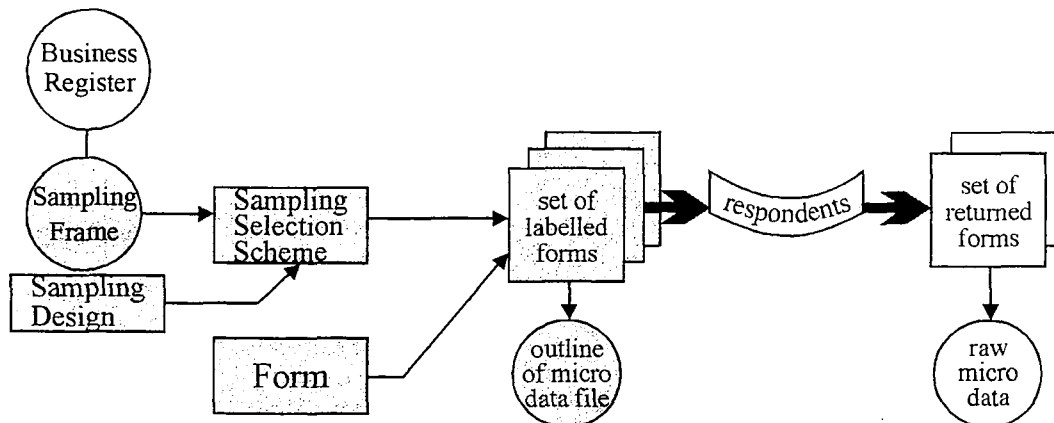 Business
Register
Sampling
Frame
Sampling
Selection
Scheme
Sampling
Design
Form
set of
labelled
forms
outline
of micro
data file
respondents
set of
returned
forms
raw
micro
data